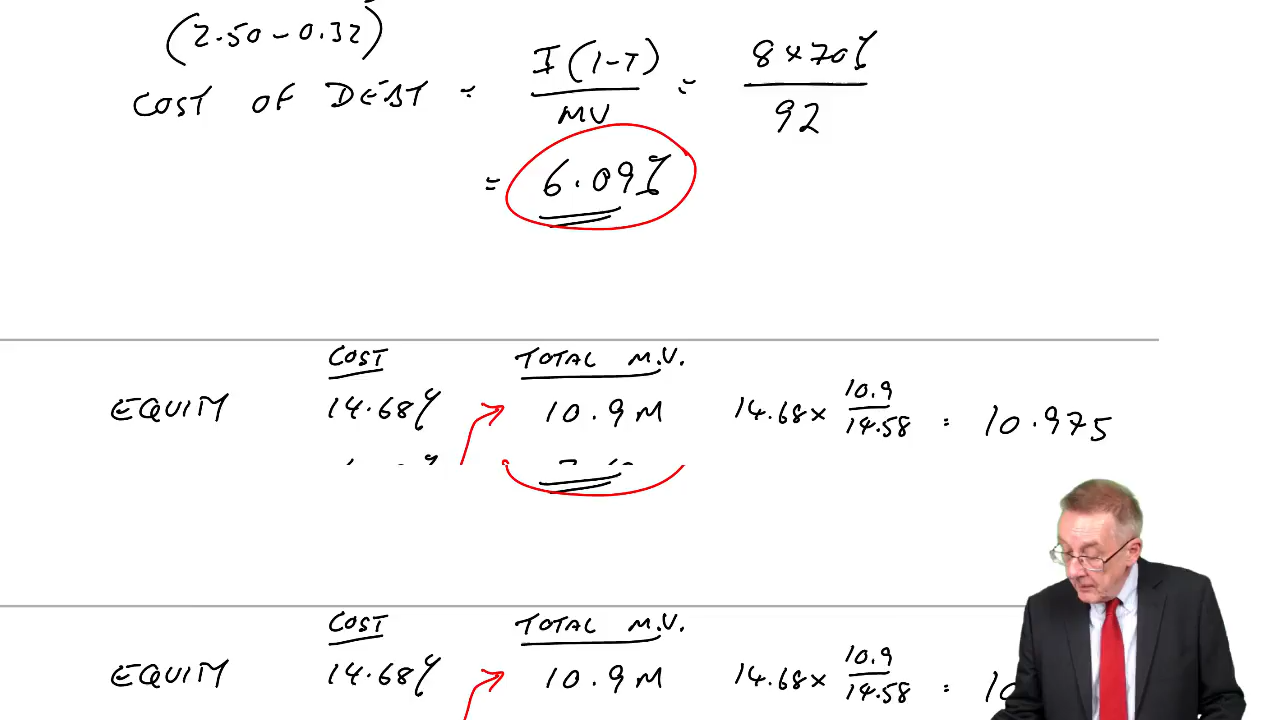 (2.50 - 0.32)
COST OF DEBT = I(1-T) / MV = 8 x 70% / 92
= 6.09%
COST TOTAL M.V.
EQUITY 14.68% 10.9M 14.68 x 10.9 / 14.58 = 10.975
COST TOTAL M.V.
EQUITY 14.68% 10.9M 14.68 x 10.9 / 14.58 = 10